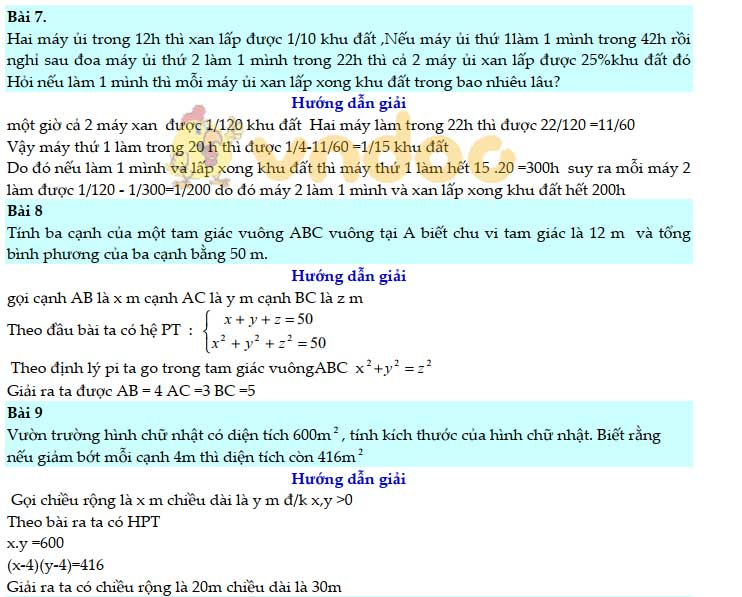 Bài 7.
Hai máy ủi trong 12h thì xan lấp được 1/10 khu đất ,Nếu máy ủi thứ 1làm 1 mình trong 42h rồi
nghỉ sau đoa máy ủi thứ 2 làm 1 mình trong 22h thì cả 2 máy ủi xan lấp được 25%khu đất đó
Hỏi nếu làm 1 mình thì mỗi máy ủi xan lấp xong khu đất trong bao nhiêu lâu?
Hướng dẫn giải
một giờ cả 2 máy xan được 1/120 khu đất Hai máy làm trong 22h thì được 22/120 =11/60
Vậy máy thứ 1 làm trong 20 h thì được 1/4-11/60 =1/15 khu đất
Do đó nếu làm 1 mình và lấp xong khu đất thì máy thứ 1 làm hết 15 .20 =300h suy ra mỗi máy 2
làm được 1/120 - 1/300=1/200 do đó máy 2 làm 1 mình và xan lấp xong khu đất hết 200h
vndoc
Bài 8
Tính ba cạnh của một tam giác vuông ABC vuông tại A biết chu vi tam giác là 12 m và tổng
bình phương của ba cạnh bằng 50 m.
Hướng dẫn giải
gọi cạnh AB là x m cạnh AC là y m cạnh BC là z m
Theo đầu bài ta có hệ PT : { x + y + z = 50
x² + y² + z² = 50
Theo định lý pi ta go trong tam giác vuôngABC x²+y² = z²
Giải ra ta được AB = 4 AC =3 BC =5
Bài 9
Vườn trường hình chữ nhật có diện tích 600m², tính kích thước của hình chữ nhật. Biết rằng
nếu giảm bớt mỗi cạnh 4m thì diện tích còn 416m²
Hướng dẫn giải
Gọi chiều rộng là x m chiều dài là y m đ/k x,y >0
Theo bài ra ta có HPT
x.y =600
(x-4)(y-4)=416
Giải ra ta có chiều rộng là 20m chiều dài là 30m